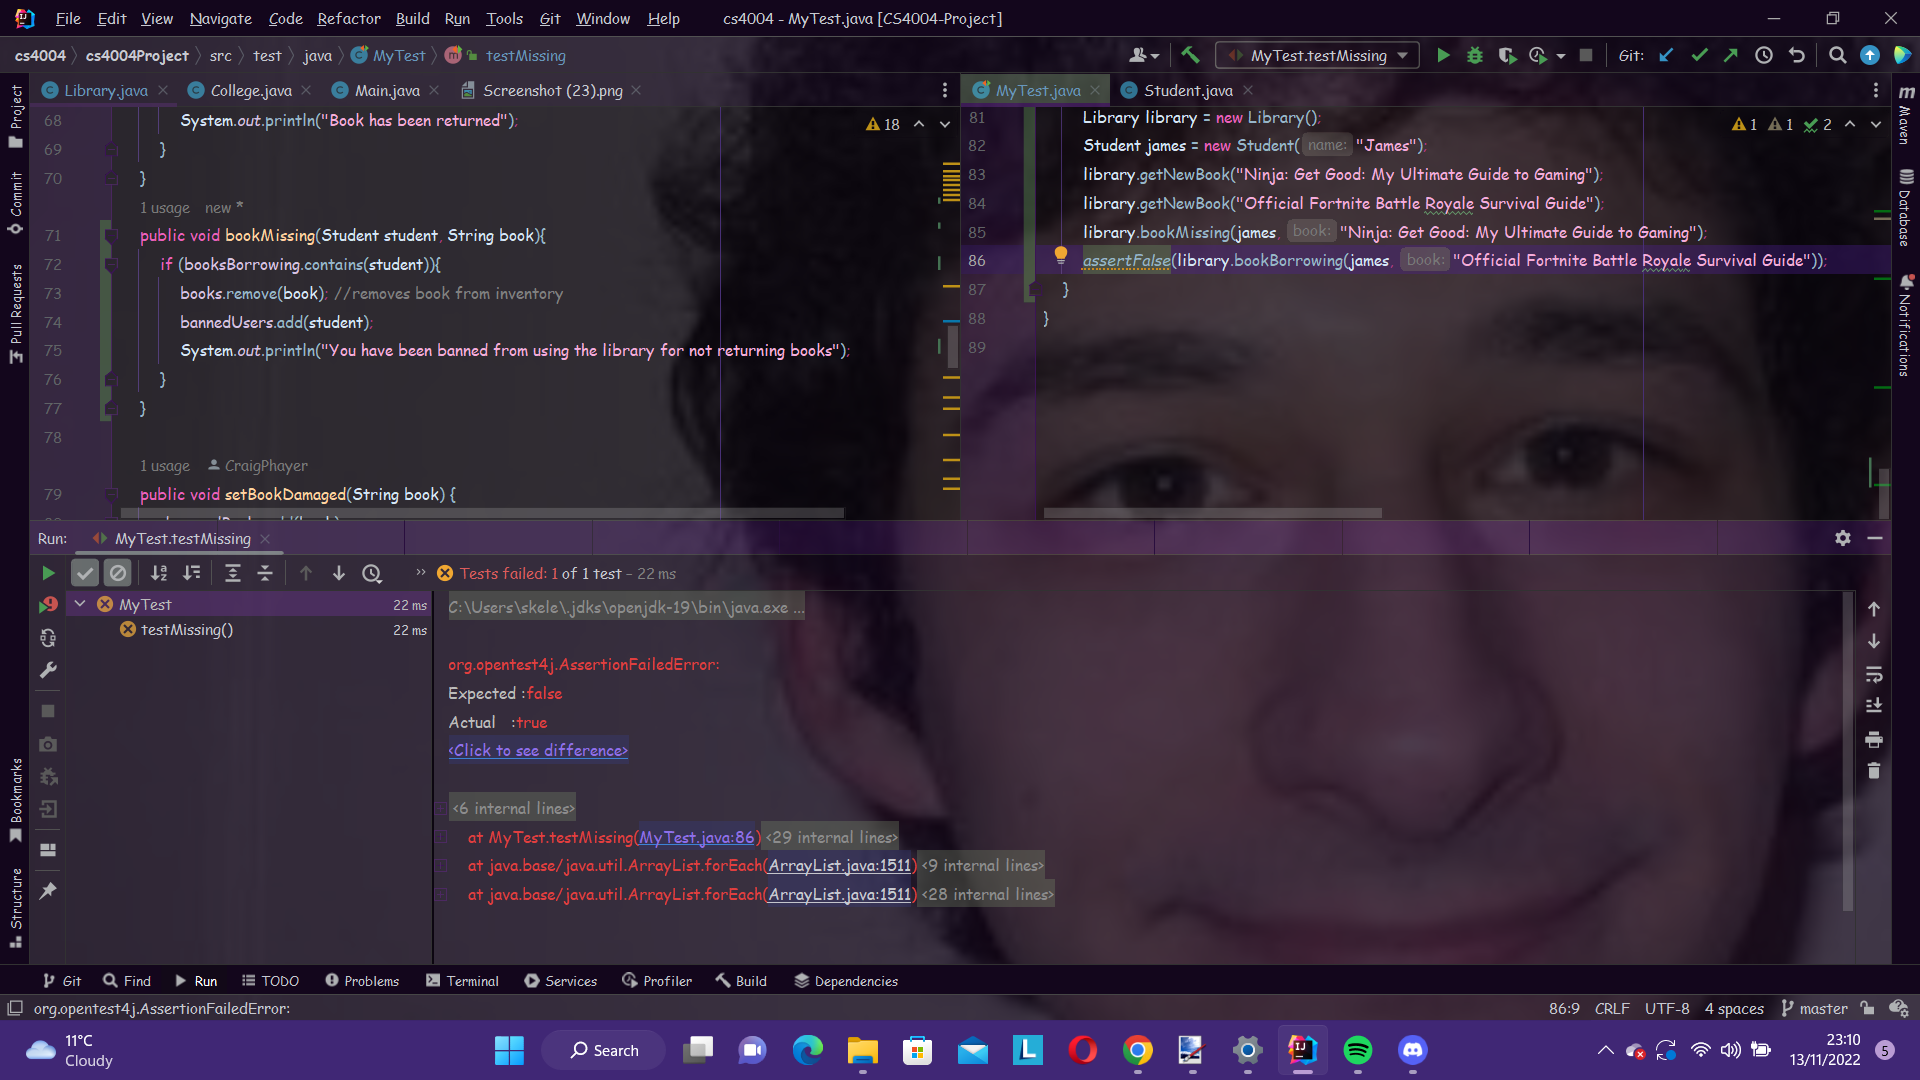 File Edit View Navigate Code Refactor Build Run Tools Git Window Help cs4004 - MyTest.java [CS4004-Project]
cs4004 cs4004Project src test java MyTest testMissing MyTest.testMissing Git:
Library.java College.java Main.java Screenshot (23).png MyTest.java Student.java
Project
Commit
Pull Requests
Bookmarks
Structure
68 System.out.println("Book has been returned");
18
69 }
70 }
1 usage new *
71 public void bookMissing(Student student, String book){
72 if (booksBorrowing.contains(student)){
73 books.remove(book); //removes book from inventory
74 bannedUsers.add(student);
75 System.out.println("You have been banned from using the library for not returning books");
76 }
77 }
78
1 usage CraigPhayer
79 public void setBookDamaged(String book) {
81 Library library = new Library();
1 1 2
82 Student james = new Student( name: "James");
83 library.getNewBook("Ninja: Get Good: My Ultimate Guide to Gaming");
84 library.getNewBook("Official Fortnite Battle Royale Survival Guide");
85 library.bookMissing(james, book: "Ninja: Get Good: My Ultimate Guide to Gaming");
86 assertFalse(library.bookBorrowing(james, book: "Official Fortnite Battle Royale Survival Guide"));
87 }
88 }
89
m Maven
Database
Notifications
Run: MyTest.testMissing
Tests failed: 1 of 1 test – 22 ms
MyTest 22 ms
testMissing() 22 ms
C:\Users\skele\.jdks\openjdk-19\bin\java.exe ...
org.opentest4j.AssertionFailedError:
Expected :false
Actual :true
<Click to see difference>
<6 internal lines>
at MyTest.testMissing(MyTest.java:86) <29 internal lines>
at java.base/java.util.ArrayList.forEach(ArrayList.java:1511) <9 internal lines>
at java.base/java.util.ArrayList.forEach(ArrayList.java:1511) <28 internal lines>
Git Find Run TODO Problems Terminal Services Profiler Build Dependencies
org.opentest4j.AssertionFailedError: 86:9 CRLF UTF-8 4 spaces master
11°C
Cloudy
Search
23:10
13/11/2022
5